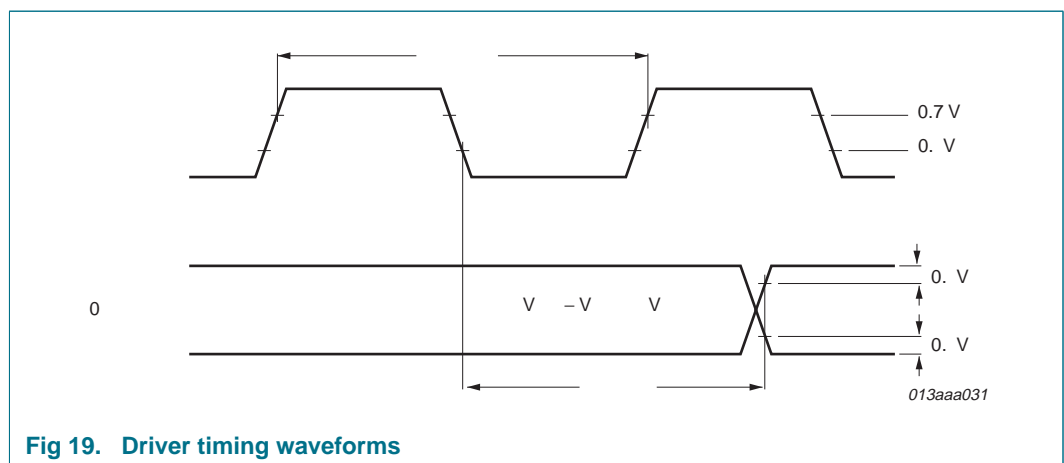 0.7 V
0. V
0. V
0
V – V V
0. V
013aaa031
Fig 19. Driver timing waveforms